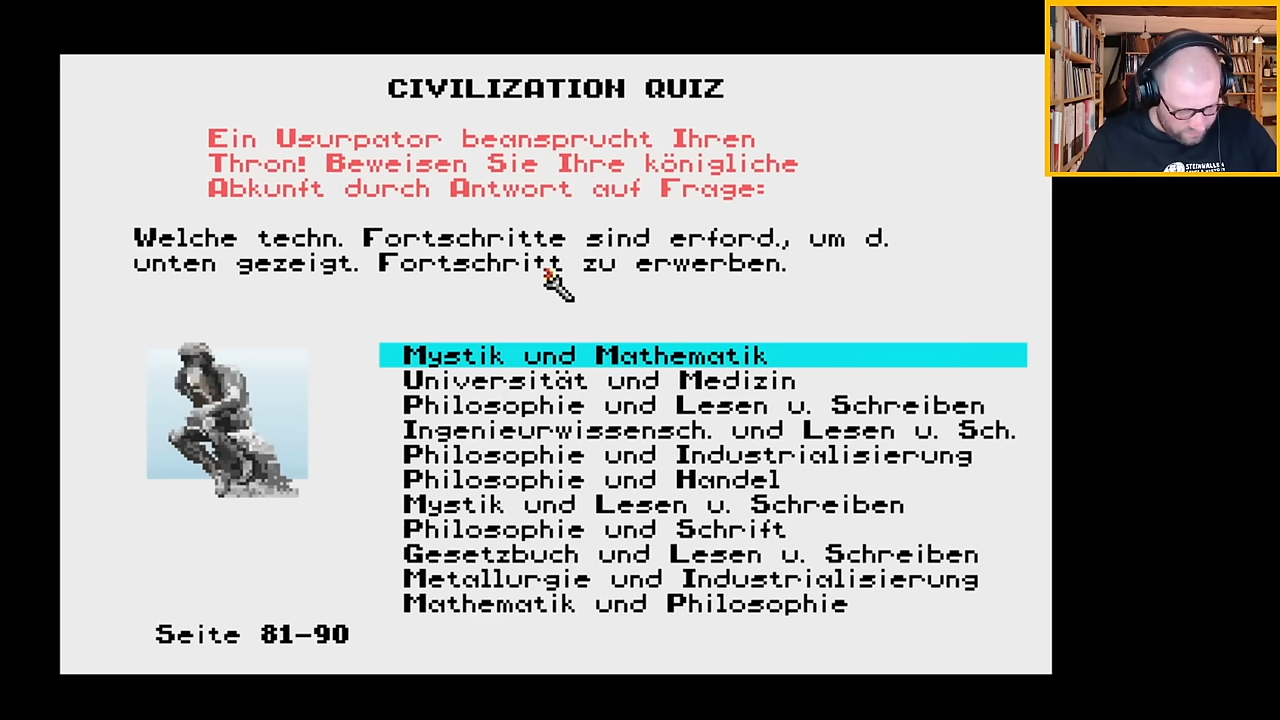 CIVILIZATION QUIZ
Ein Usurpator beansprucht Ihren
Thron! Beweisen Sie Ihre königliche
Abkunft durch Antwort auf Frage:
Welche techn. Fortschritte sind erford., um d.
unten gezeigt. Fortschritt zu erwerben.
Mystik und Mathematik
Universität und Medizin
Philosophie und Lesen u. Schreiben
Ingenieurwissensch. und Lesen u. Sch.
Philosophie und Industrialisierung
Philosophie und Handel
Mystik und Lesen u. Schreiben
Philosophie und Schrift
Gesetzbuch und Lesen u. Schreiben
Metallurgie und Industrialisierung
Mathematik und Philosophie
Seite 81-90